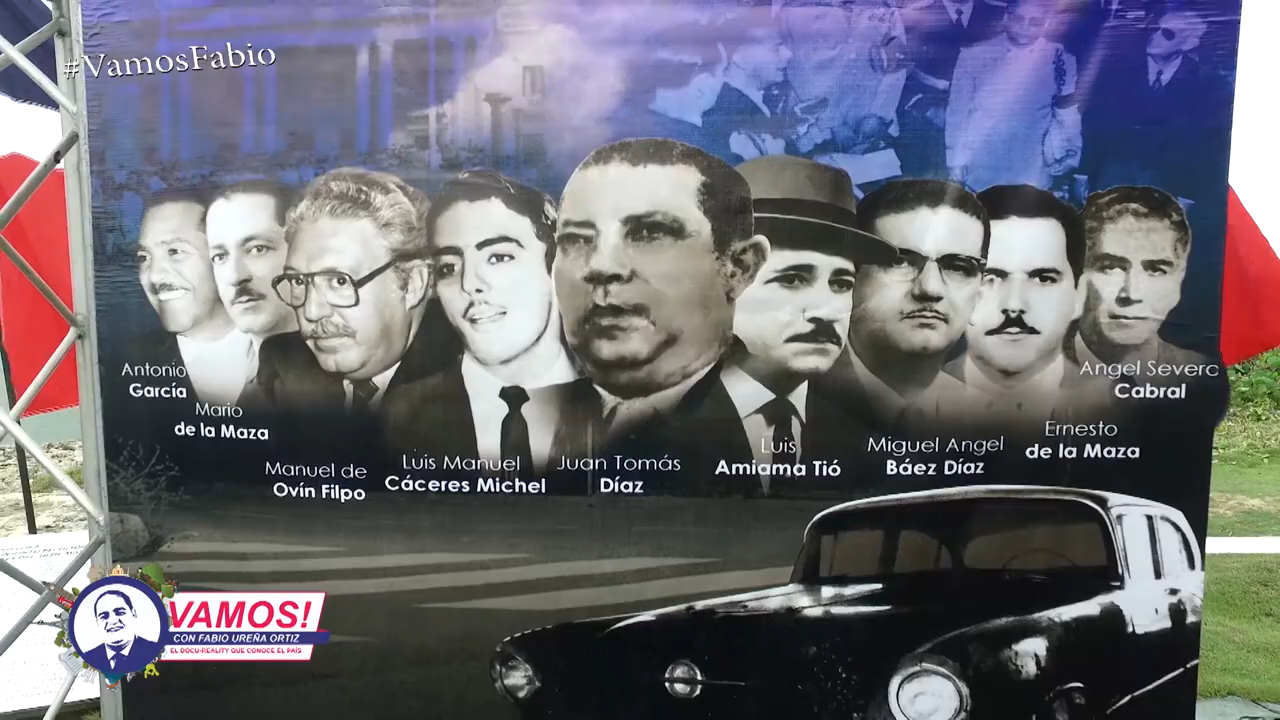 #VamosFabio
Antonio
García
Mario
de la Maza
Manuel de
Ovín Filpo
Luis Manuel
Cáceres Michel
Juan Tomás
Díaz
Luis
Amiama Tió
Miguel Angel
Báez Díaz
Ernesto
de la Maza
Angel Severo
Cabral
VAMOS!
CON FABIO UREÑA ORTIZ
EL DOCU-REALITY QUE CONOCE EL PAÍS